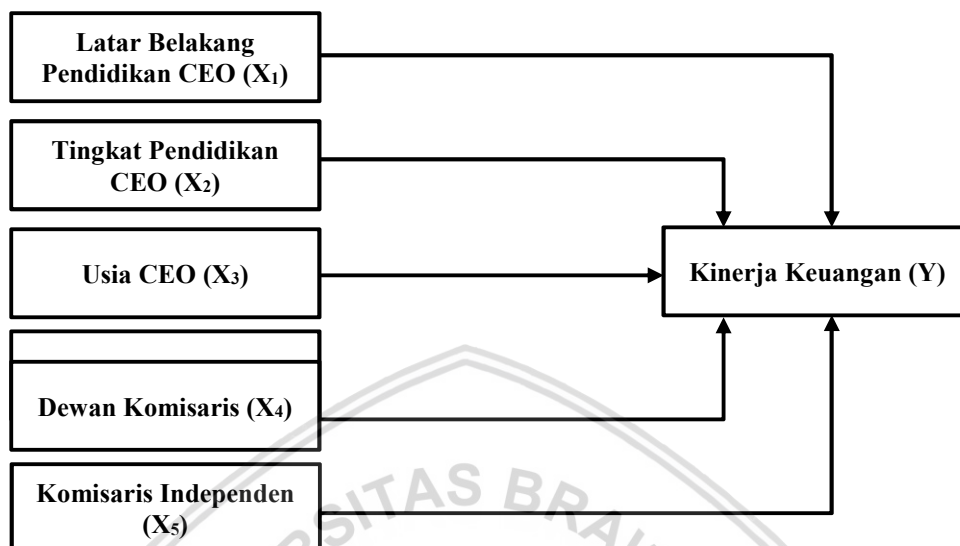 Latar Belakang
Pendidikan CEO (X₁)
Tingkat Pendidikan
CEO (X₂)
Usia CEO (X₃)
Kinerja Keuangan (Y)
Dewan Komisaris (X₄)
Komisaris Independen
(X₅)